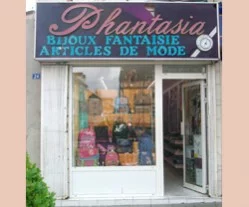 Phantasia
BIJOUX FANTAISIE
ARTICLES DE MODE